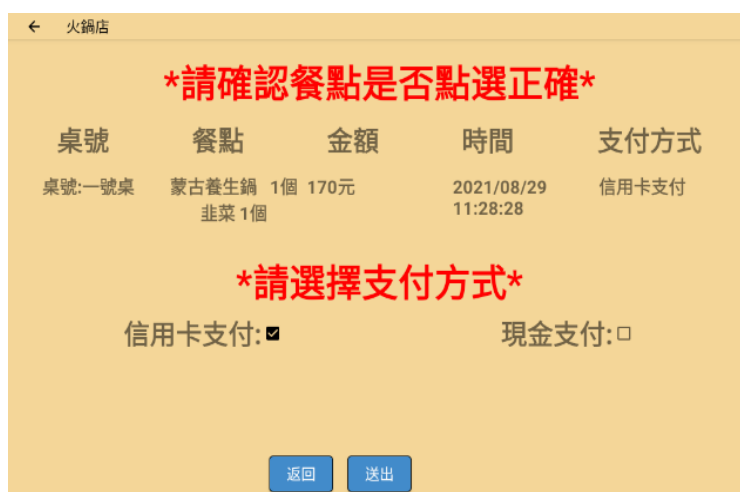 ← 火鍋店
*請確認餐點是否點選正確*
桌號 餐點 金額 時間 支付方式
桌號:一號桌 蒙古養生鍋 1個 170元 2021/08/29 信用卡支付
韭菜 1個 11:28:28
*請選擇支付方式*
信用卡支付: 現金支付:
返回 送出